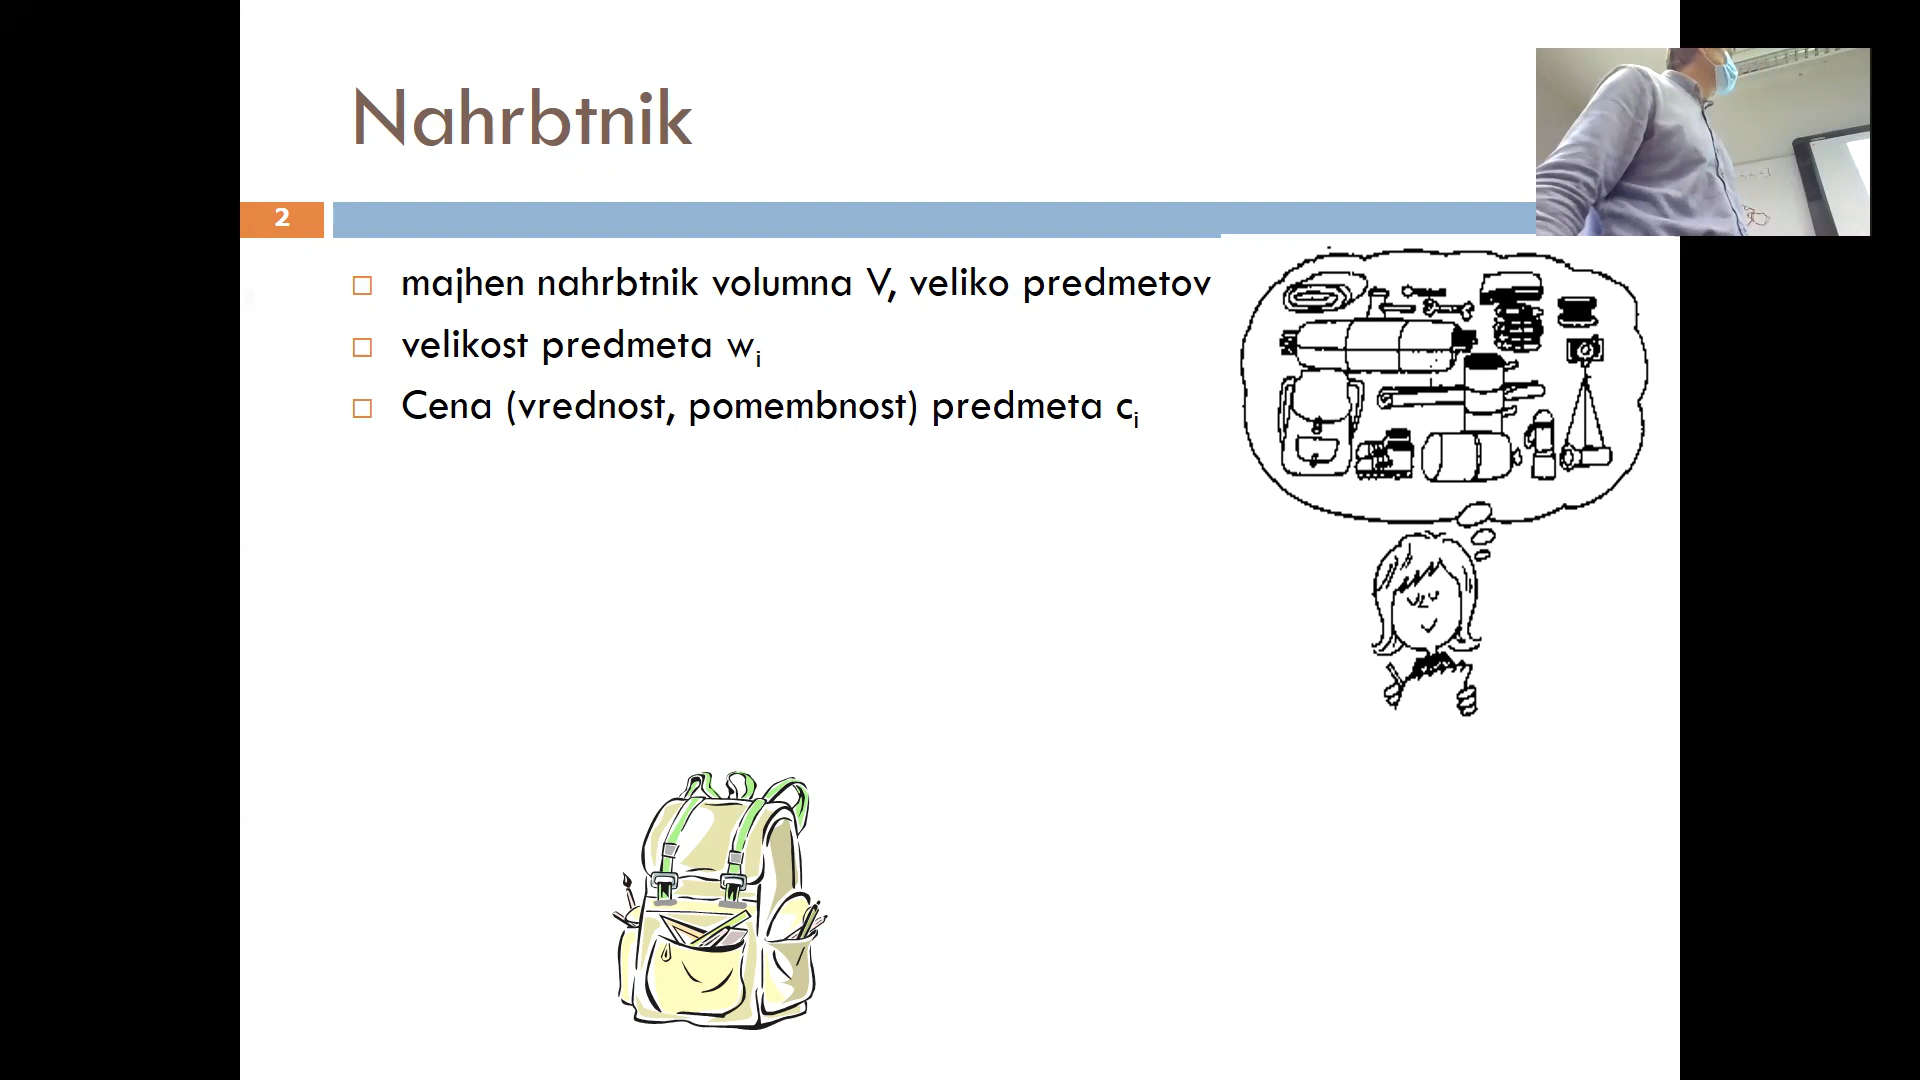 Nahrbtnik
2
majhen nahrbtnik volumna V, veliko predmetov
velikost predmeta wᵢ
Cena (vrednost, pomembnost) predmeta cᵢ